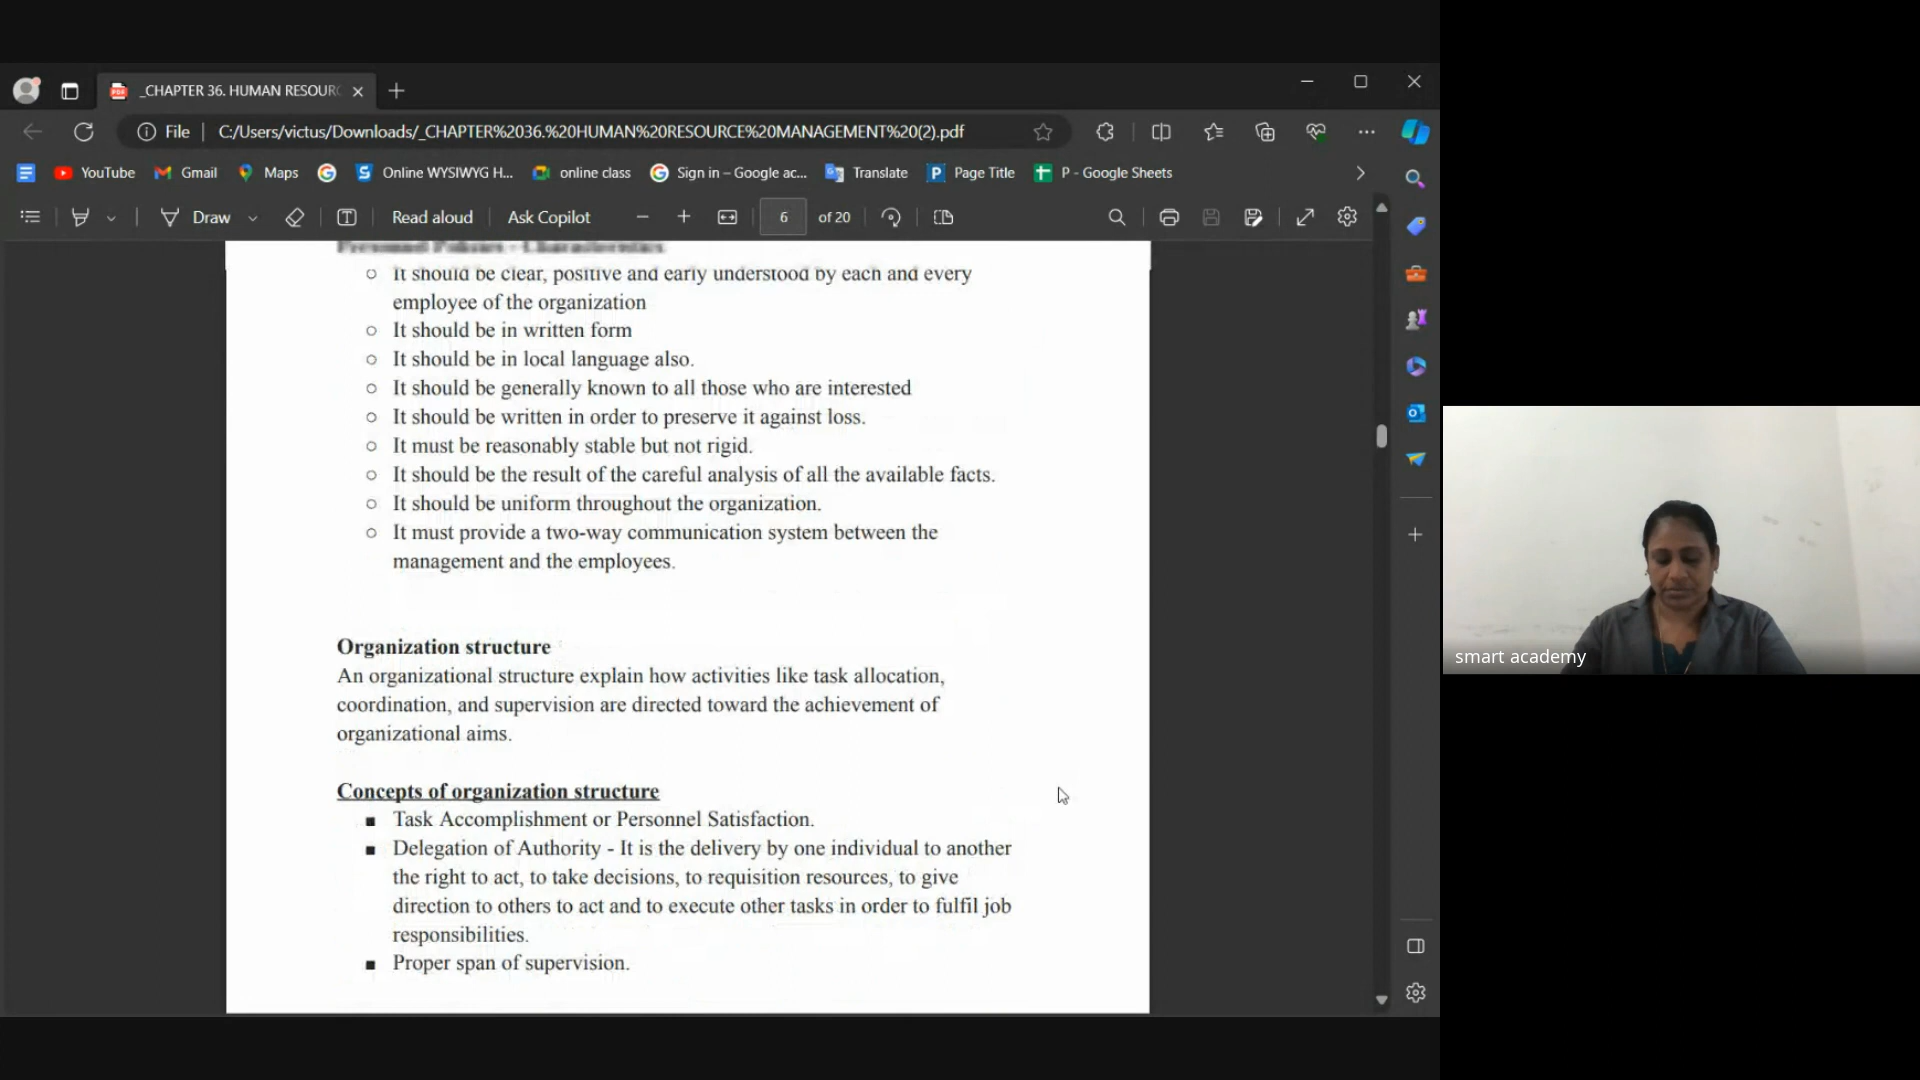 _CHAPTER 36. HUMAN RESOUR
File
C:/Users/victus/Downloads/_CHAPTER%2036.%20HUMAN%20RESOURCE%20MANAGEMENT%20(2).pdf
YouTube
Gmail
Maps
Online WYSIWYG H...
online class
Sign in – Google ac...
Translate
Page Title
P - Google Sheets
Draw
Read aloud
Ask Copilot
6
of 20
Personnel Policies - Characteristics
It should be clear, positive and early understood by each and every
employee of the organization
It should be in written form
It should be in local language also.
It should be generally known to all those who are interested
It should be written in order to preserve it against loss.
It must be reasonably stable but not rigid.
It should be the result of the careful analysis of all the available facts.
It should be uniform throughout the organization.
It must provide a two-way communication system between the
management and the employees.
Organization structure
An organizational structure explain how activities like task allocation,
coordination, and supervision are directed toward the achievement of
organizational aims.
Concepts of organization structure
Task Accomplishment or Personnel Satisfaction.
Delegation of Authority - It is the delivery by one individual to another
the right to act, to take decisions, to requisition resources, to give
direction to others to act and to execute other tasks in order to fulfil job
responsibilities.
Proper span of supervision.
smart academy